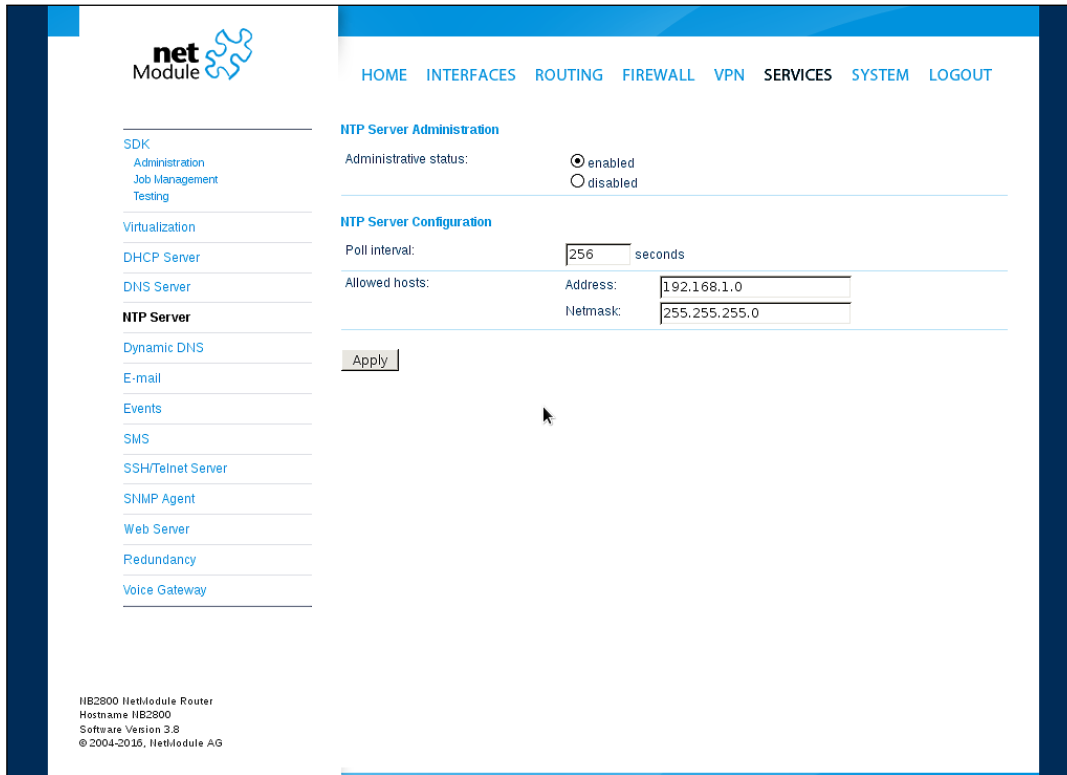 net
Module
HOME INTERFACES ROUTING FIREWALL VPN SERVICES SYSTEM LOGOUT
SDK
Administration
Job Management
Testing
Virtualization
DHCP Server
DNS Server
NTP Server
Dynamic DNS
E-mail
Events
SMS
SSH/Telnet Server
SNMP Agent
Web Server
Redundancy
Voice Gateway
NTP Server Administration
Administrative status:
enabled
disabled
NTP Server Configuration
Poll interval: 256 seconds
Allowed hosts: Address: 192.168.1.0
Netmask: 255.255.255.0
Apply
NB2800 NetModule Router
Hostname NB2800
Software Version 3.8
© 2004-2016, NetModule AG